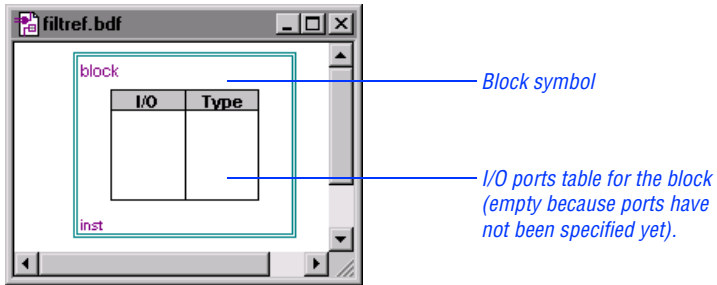 filtref.bdf
block
I/O Type
inst
Block symbol
I/O ports table for the block
(empty because ports have
not been specified yet).